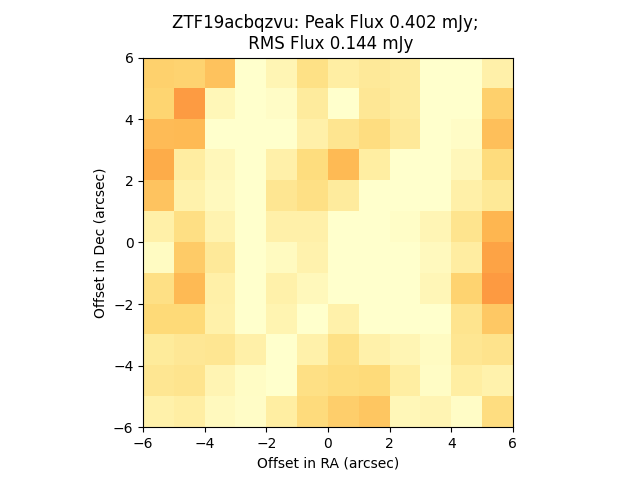 ZTF19acbqzvu: Peak Flux 0.402 mJy;
RMS Flux 0.144 mJy
6
4
2
0
−2
−4
−6
Offset in Dec (arcsec)
−6 −4 −2 0 2 4 6
Offset in RA (arcsec)